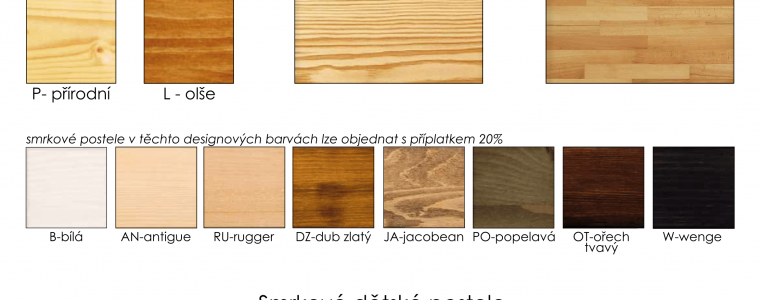 P- přírodní
L - olše
smrkové postele v těchto designových barvách lze objednat s příplatkem 20%
B-bílá
AN-antigue
RU-rugger
DZ-dub zlatý
JA-jacobean
PO-popelavá
OT-ořech
tvavý
W-wenge